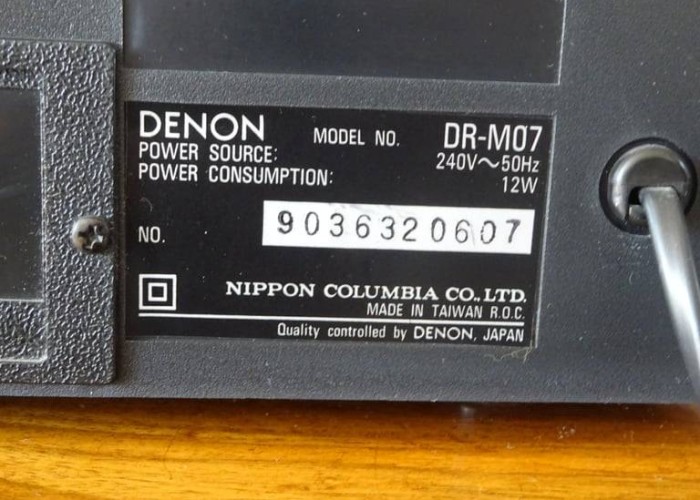 DENON MODEL NO. DR-M07
POWER SOURCE: 240V～50Hz
POWER CONSUMPTION: 12W
NO. 9036320607
NIPPON COLUMBIA CO., LTD.
MADE IN TAIWAN R.O.C.
Quality controlled by DENON, JAPAN